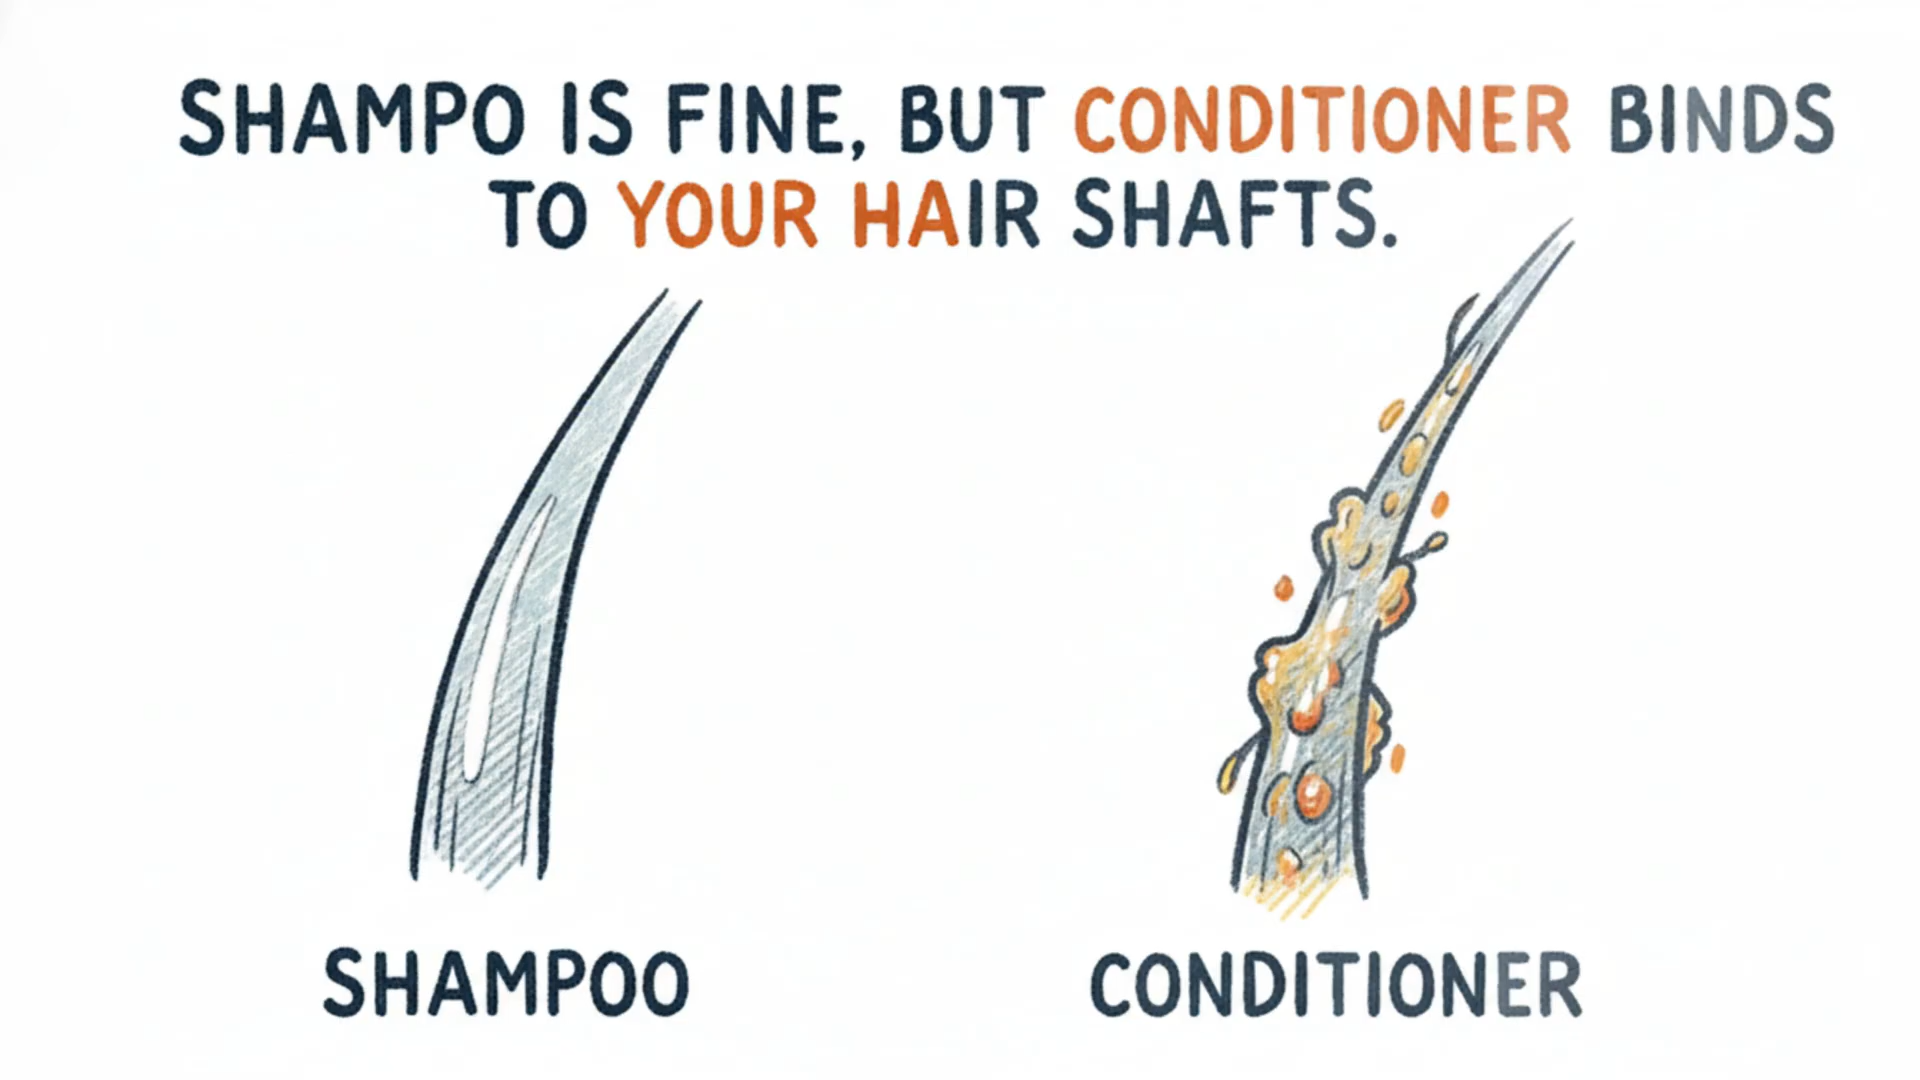 SHAMPO IS FINE, BUT CONDITIONER BINDS
TO YOUR HAIR SHAFTS.
SHAMPOO
CONDITIONER